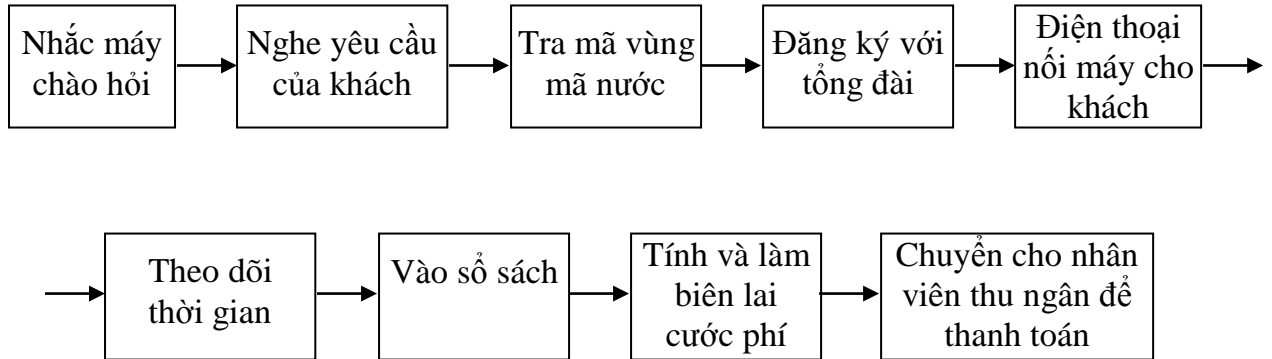 Nhắc máy
chào hỏi
Nghe yêu cầu
của khách
Tra mã vùng
mã nước
Đăng ký với
tổng đài
Điện thoại
nối máy cho
khách
Theo dõi
thời gian
Vào sổ sách
Tính và làm
biên lai
cước phí
Chuyển cho nhân
viên thu ngân để
thanh toán